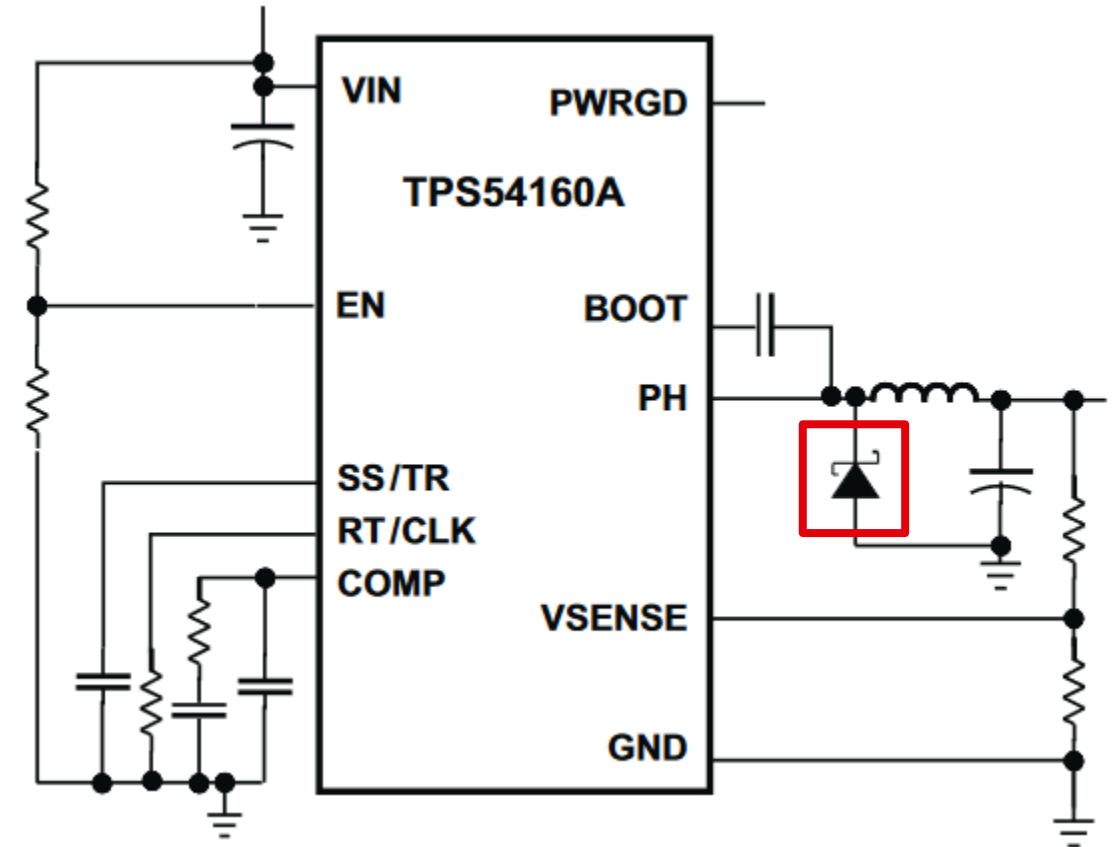 VIN
PWRGD
TPS54160A
EN
BOOT
PH
SS/TR
RT/CLK
COMP
VSENSE
GND